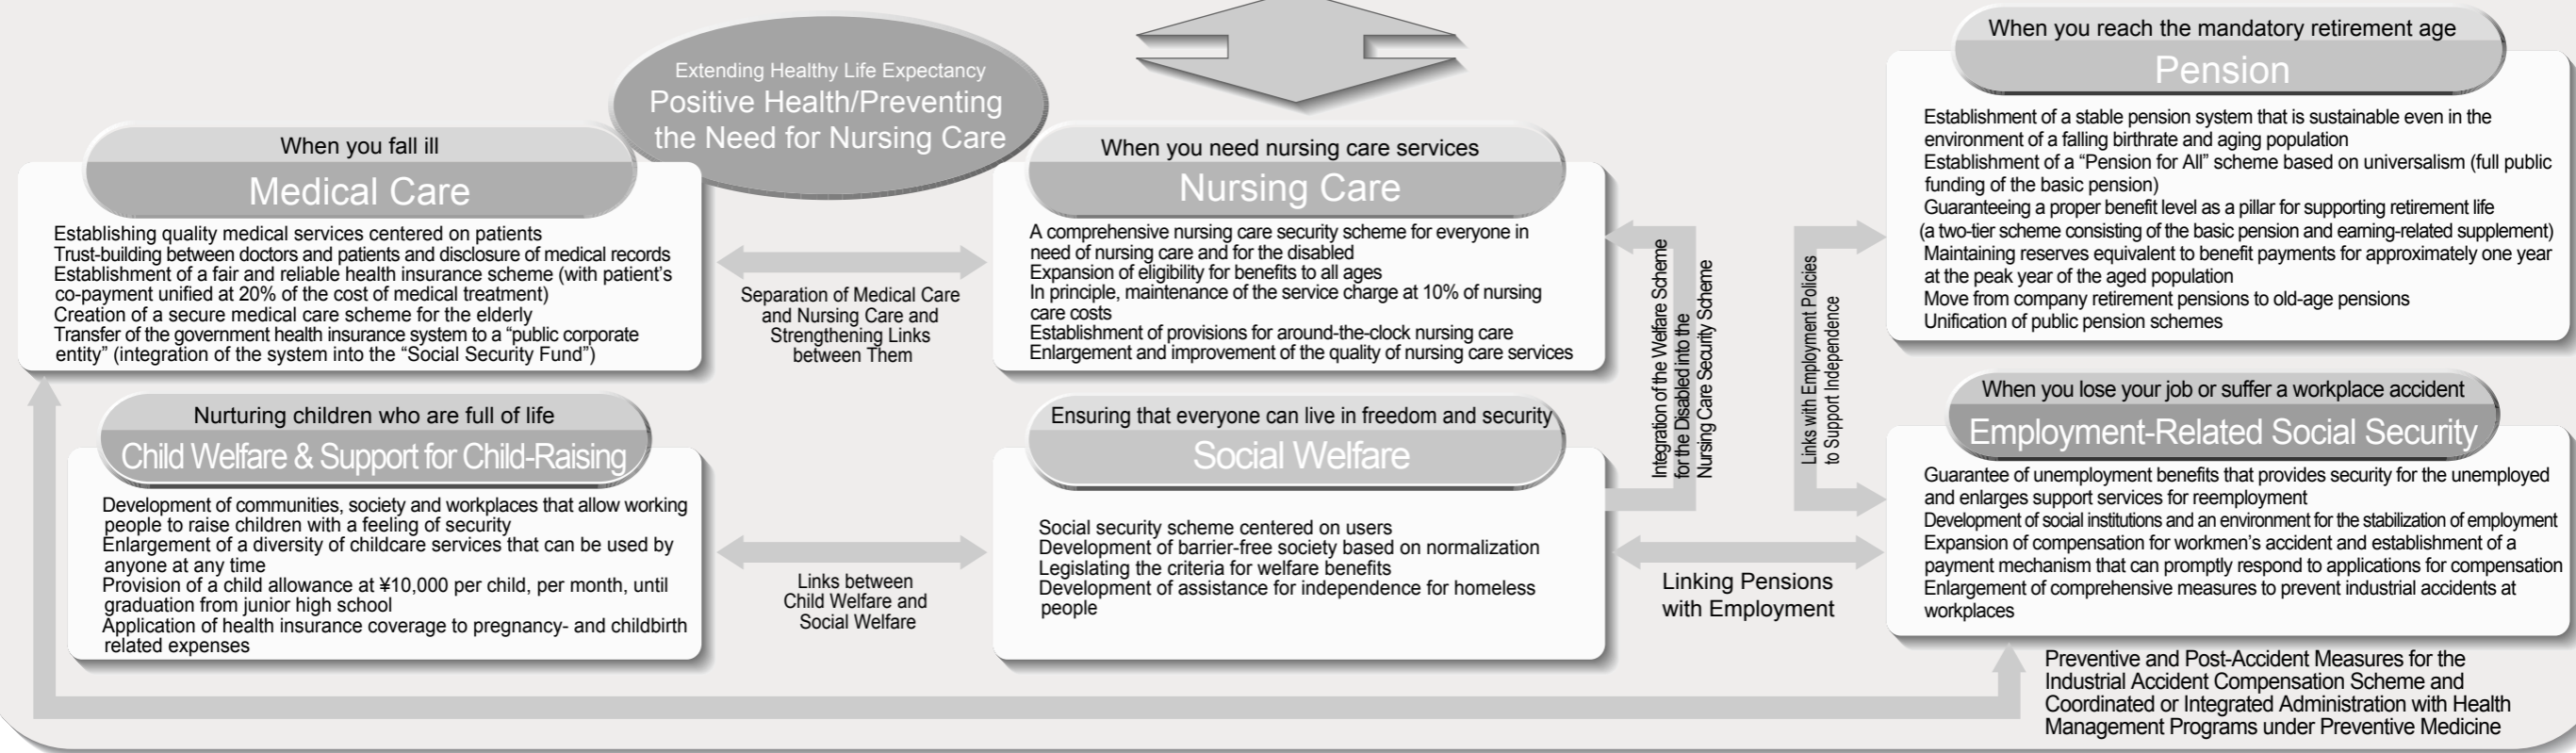 Extending Healthy Life Expectancy
Positive Health/Preventing
the Need for Nursing Care
When you fall ill
Medical Care
Establishing quality medical services centered on patients
Trust-building between doctors and patients and disclosure of medical records
Establishment of a fair and reliable health insurance scheme (with patient's
co-payment unified at 20% of the cost of medical treatment)
Creation of a secure medical care scheme for the elderly
Transfer of the government health insurance system to a “public corporate
entity” (integration of the system into the “Social Security Fund”)
Separation of Medical Care
and Nursing Care and
Strengthening Links
between Them
When you need nursing care services
Nursing Care
A comprehensive nursing care security scheme for everyone in
need of nursing care and for the disabled
Expansion of eligibility for benefits to all ages
In principle, maintenance of the service charge at 10% of nursing
care costs
Establishment of provisions for around-the-clock nursing care
Enlargement and improvement of the quality of nursing care services
Integration of the Welfare Scheme
for the Disabled into the
Nursing Care Security Scheme
Links with Employment Policies
to Support Independence
When you reach the mandatory retirement age
Pension
Establishment of a stable pension system that is sustainable even in the
environment of a falling birthrate and aging population
Establishment of a “Pension for All” scheme based on universalism (full public
funding of the basic pension)
Guaranteeing a proper benefit level as a pillar for supporting retirement life
(a two-tier scheme consisting of the basic pension and earning-related supplement)
Maintaining reserves equivalent to benefit payments for approximately one year
at the peak year of the aged population
Move from company retirement pensions to old-age pensions
Unification of public pension schemes
Nurturing children who are full of life
Child Welfare & Support for Child-Raising
Development of communities, society and workplaces that allow working
people to raise children with a feeling of security
Enlargement of a diversity of childcare services that can be used by
anyone at any time
Provision of a child allowance at ¥10,000 per child, per month, until
graduation from junior high school
Application of health insurance coverage to pregnancy- and childbirth
related expenses
Links between
Child Welfare and
Social Welfare
Ensuring that everyone can live in freedom and security
Social Welfare
Social security scheme centered on users
Development of barrier-free society based on normalization
Legislating the criteria for welfare benefits
Development of assistance for independence for homeless
people
Linking Pensions
with Employment
When you lose your job or suffer a workplace accident
Employment-Related Social Security
Guarantee of unemployment benefits that provides security for the unemployed
and enlarges support services for reemployment
Development of social institutions and an environment for the stabilization of employment
Expansion of compensation for workmen's accident and establishment of a
payment mechanism that can promptly respond to applications for compensation
Enlargement of comprehensive measures to prevent industrial accidents at
workplaces
Preventive and Post-Accident Measures for the
Industrial Accident Compensation Scheme and
Coordinated or Integrated Administration with Health
Management Programs under Preventive Medicine